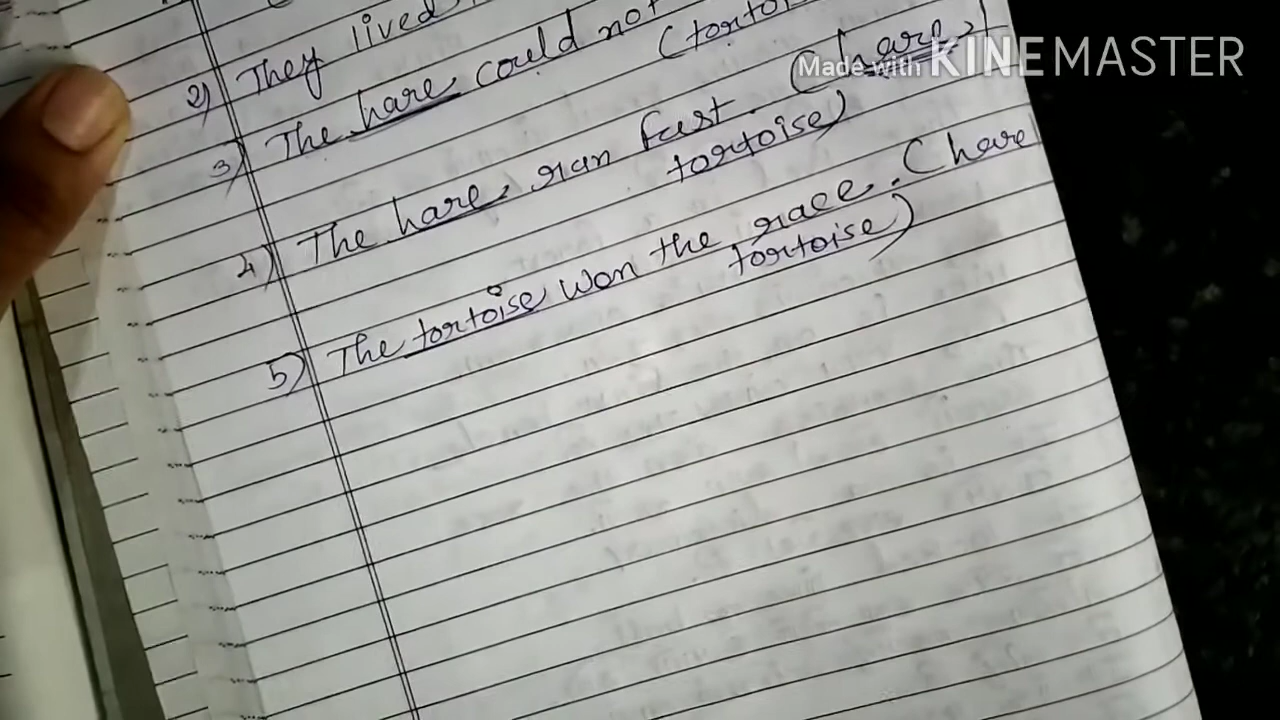 2) They lived
3) The hare could not
(tortoi
4) The hare ran fast. (hare,
tortoise)
5) The tortoise won the race. (hare
tortoise)
Made with KINEMASTER